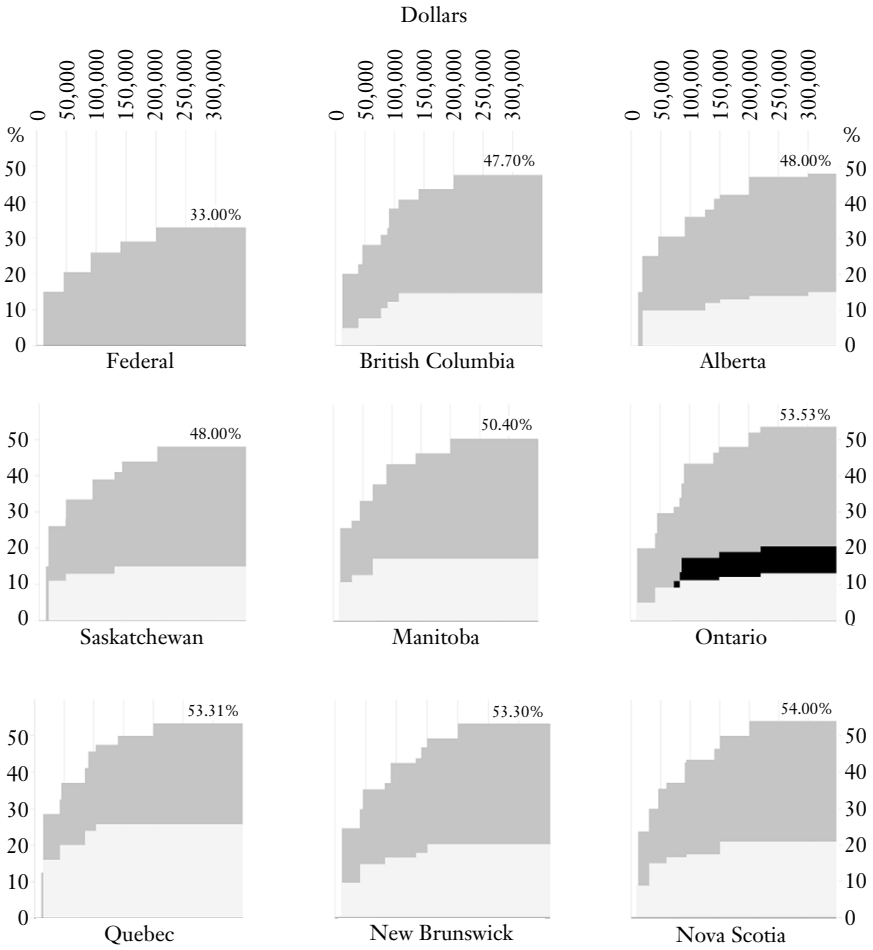 Dollars
0 50,000 100,000 150,000 200,000 250,000 300,000
0 50,000 100,000 150,000 200,000 250,000 300,000
0 50,000 100,000 150,000 200,000 250,000 300,000
% %
50 47.70% 48.00% 50
40 40
30 33.00% 30
20 20
10 10
0 0
Federal British Columbia Alberta
50 48.00% 50.40% 53.53% 50
40 40
30 30
20 20
10 10
0 0
Saskatchewan Manitoba Ontario
53.31% 53.30% 54.00%
50 50
40 40
30 30
20 20
10 10
0 0
Quebec New Brunswick Nova Scotia